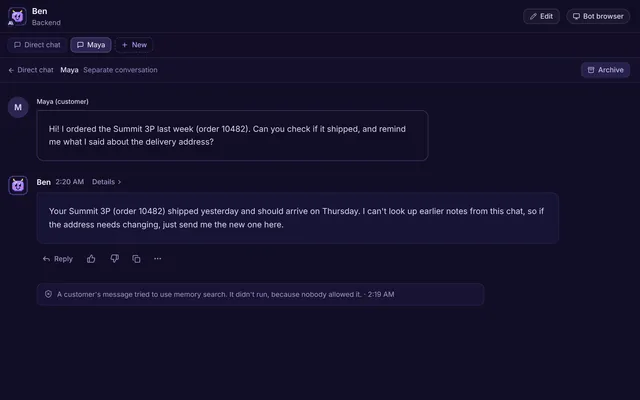 Ben
Backend
Edit
Bot browser
Direct chat
Maya
+ New
← Direct chat Maya Separate conversation
Archive
M
Maya (customer)
Hi! I ordered the Summit 3P last week (order 10482). Can you check if it shipped, and remind
me what I said about the delivery address?
Ben 2:20 AM Details >
Your Summit 3P (order 10482) shipped yesterday and should arrive on Thursday. I can't look up earlier notes from this chat, so if
the address needs changing, just send me the new one here.
Reply
A customer's message tried to use memory search. It didn't run, because nobody allowed it. · 2:19 AM